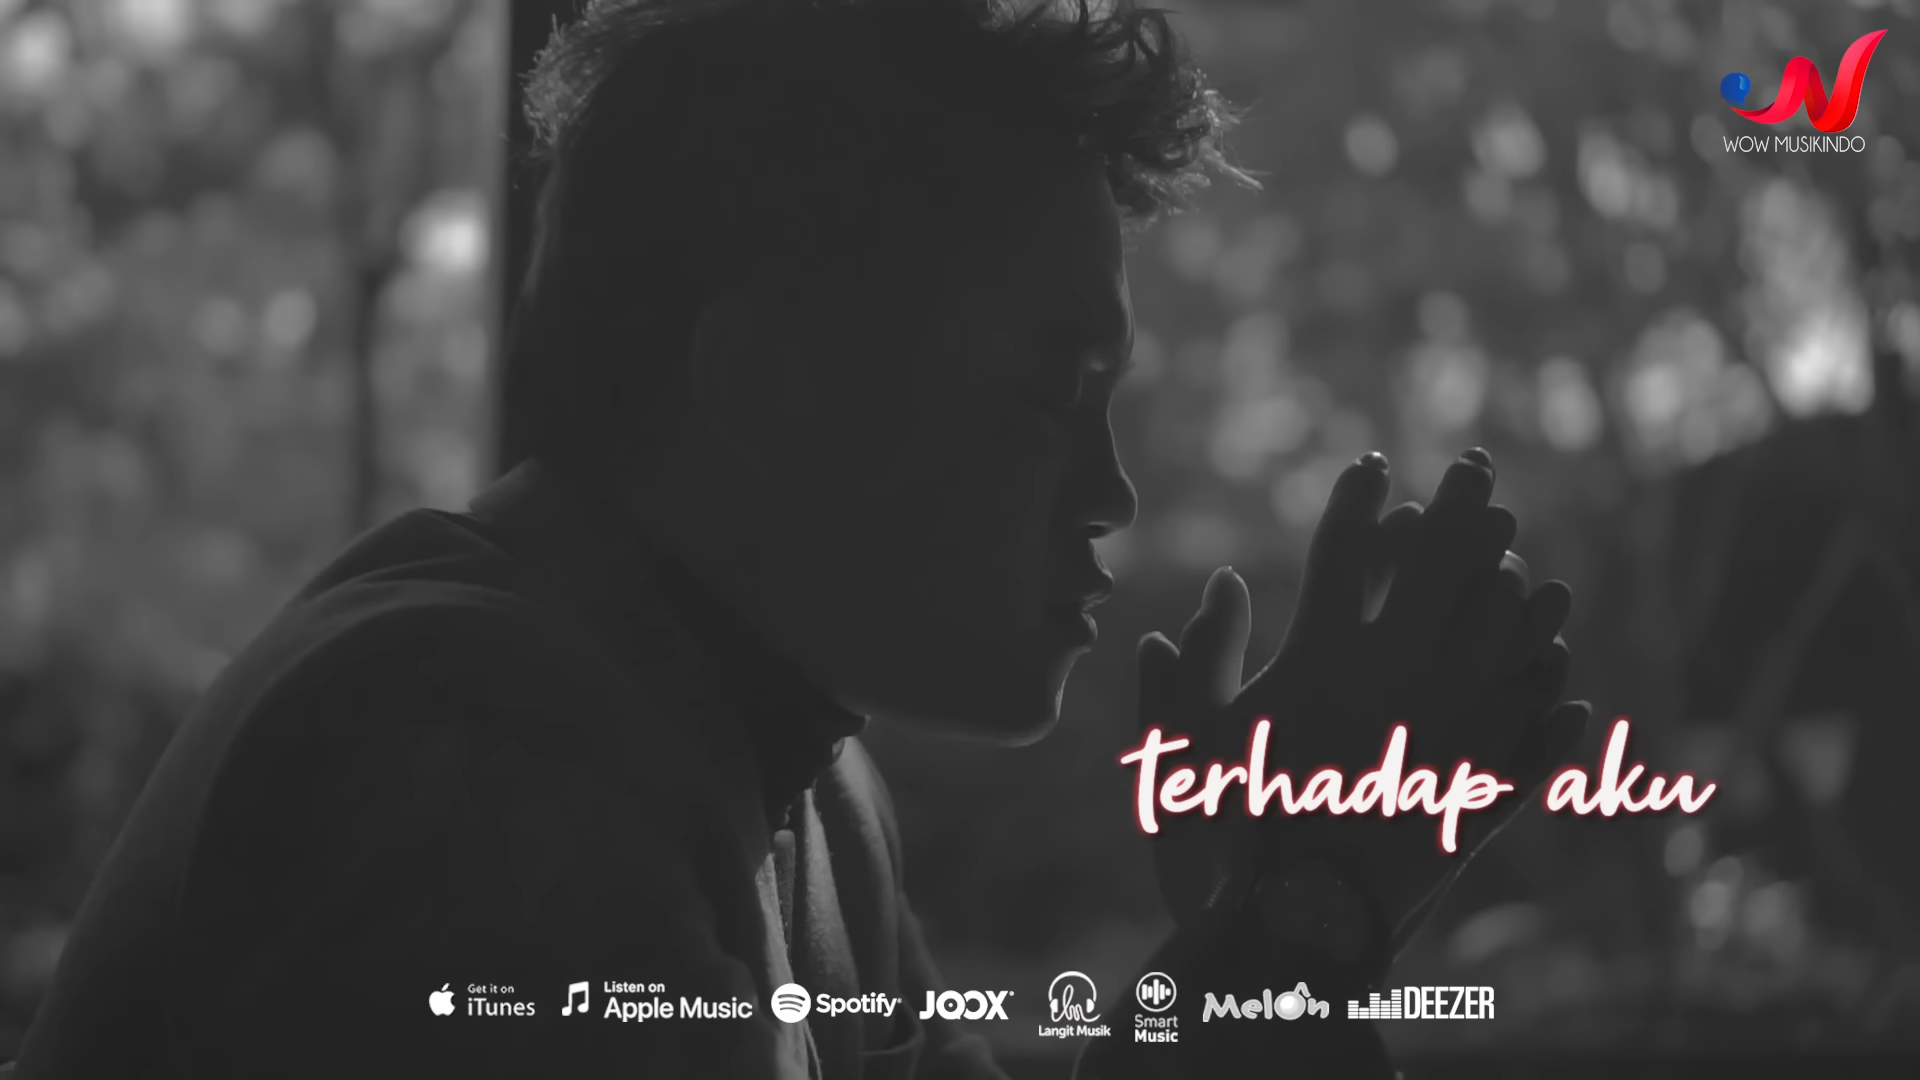 WOW MUSIKINDO
terhadap aku
Get it on
iTunes
Listen on
Apple Music
Spotify
JOOX
Langit Musik
Smart
Music
Melon
DEEZER